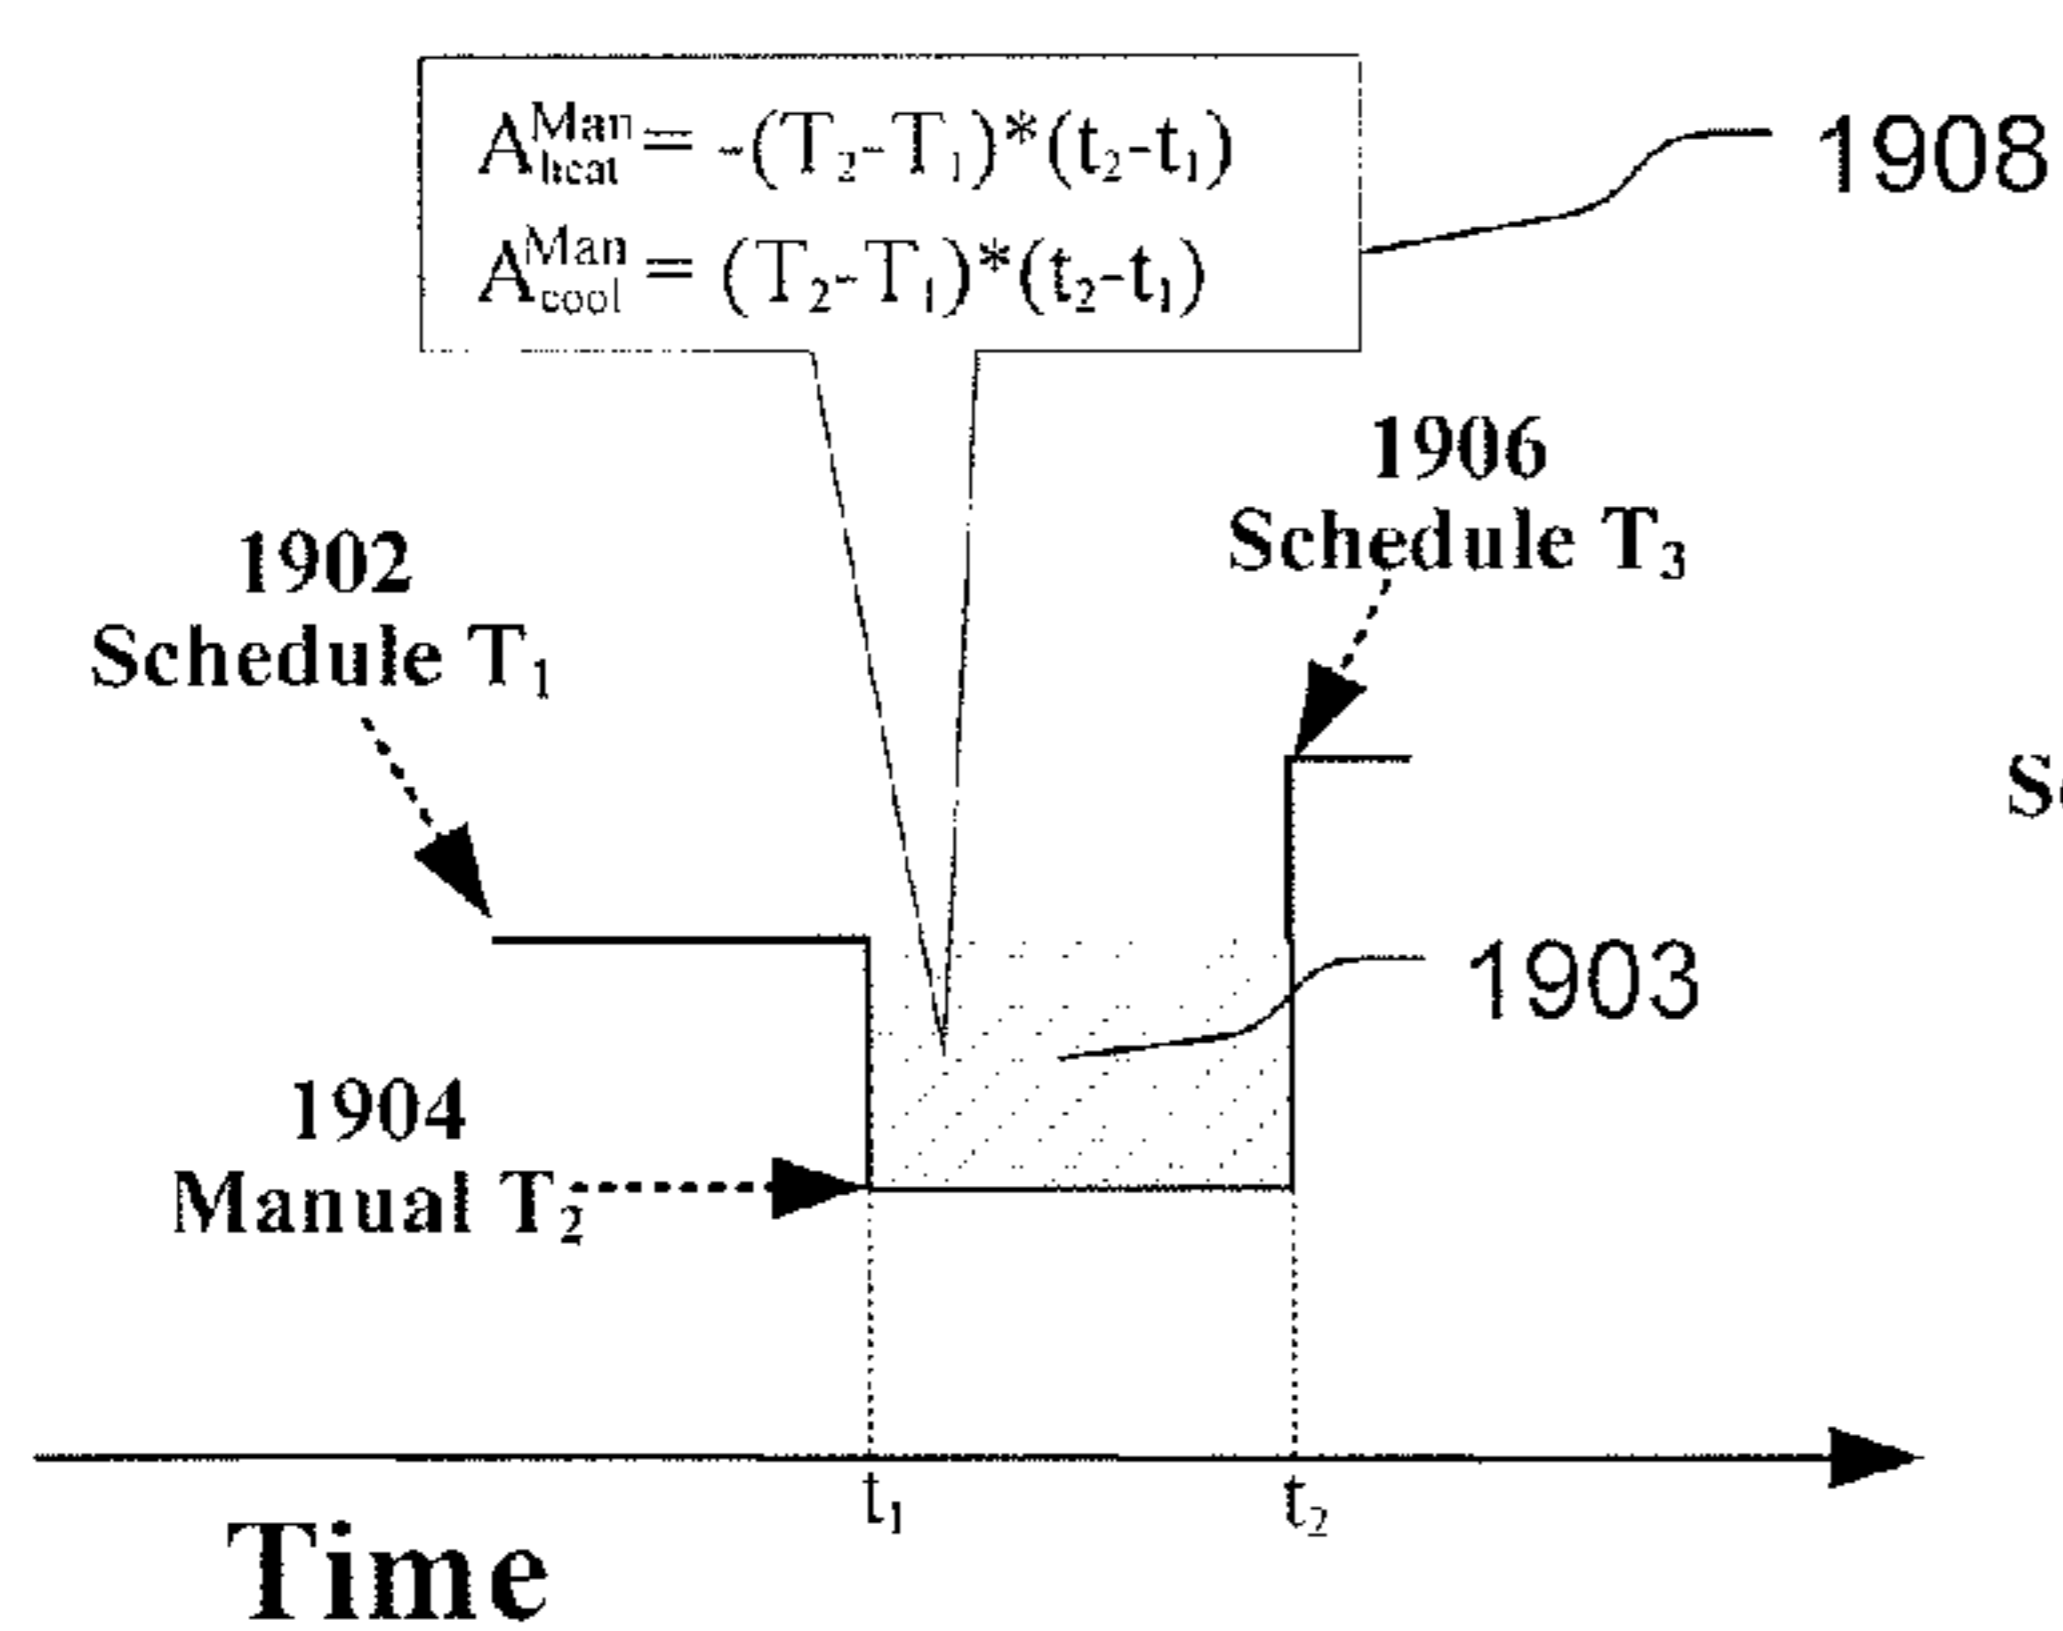 A^Man_heat = -(T₂-T₁)*(t₂-t₁)
A^Man_cool = (T₂-T₁)*(t₂-t₁)
1908
1906
Schedule T₃
1902
Schedule T₁
1903
1904
Manual T₂
t₁
t₂
Time